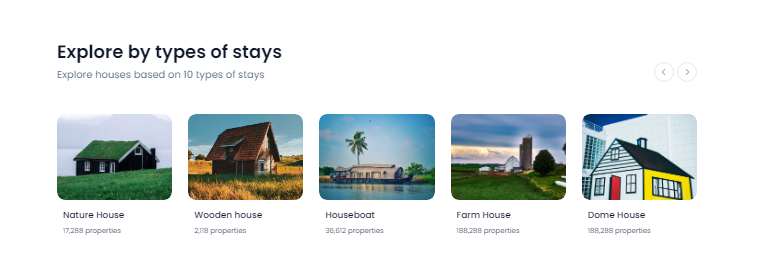 Explore by types of stays
Explore houses based on 10 types of stays
Nature House
17,288 properties
Wooden house
2,118 properties
Houseboat
36,612 properties
Farm House
188,288 properties
Dome House
188,288 properties